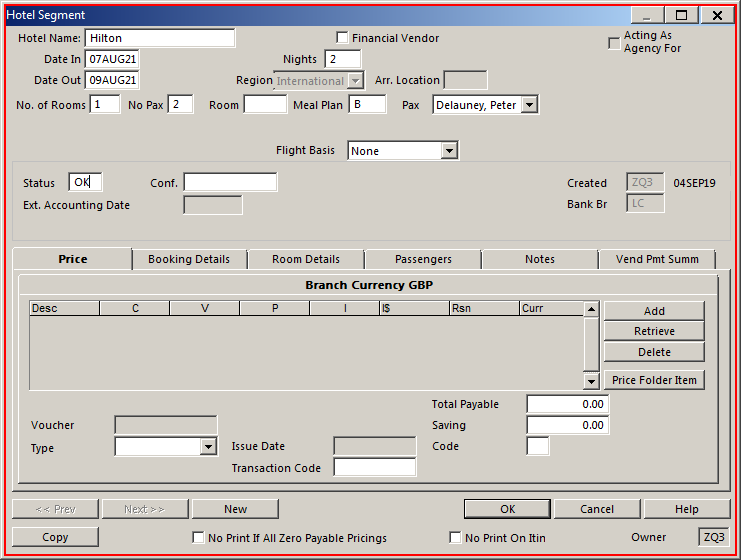 Hotel Segment
Hotel Name: Hilton Financial Vendor Acting As
Agency For
Date In 07AUG21 Nights 2
Date Out 09AUG21 Region International Arr. Location
No. of Rooms 1 No Pax 2 Room Meal Plan B Pax Delauney, Peter
Flight Basis None
Status OK Conf. Created ZQ3 04SEP19
Ext. Accounting Date Bank Br LC
Price Booking Details Room Details Passengers Notes Vend Pmt Summ
Branch Currency GBP
Desc C V P I I$ Rsn Curr
Add
Retrieve
Delete
Price Folder Item
Total Payable 0.00
Voucher Saving 0.00
Type Issue Date Code
Transaction Code
<< Prev Next >> New OK Cancel Help
Copy No Print If All Zero Payable Pricings No Print On Itin Owner ZQ3